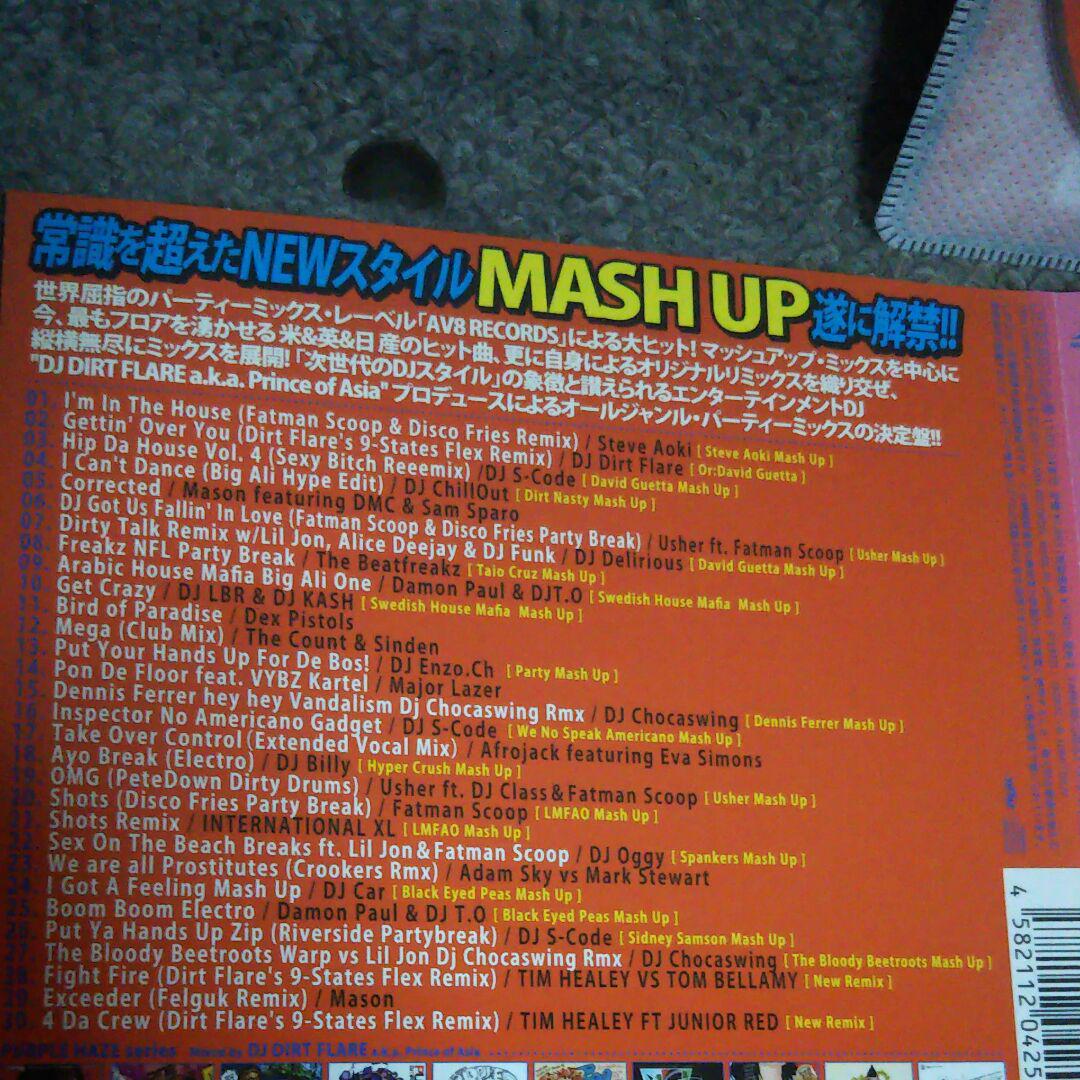 常識を超えたNEWスタイル MASH UP 遂に解禁!!
世界屈指のパーティーミックス・レーベル「AV8 RECORDS」による大ヒット! マッシュアップ・ミックスを中心に
今、最もフロアを湧かせる 米&英&日 産のヒット曲、更に自身によるオリジナルリミックスを織り交ぜ、
縦横無尽にミックスを展開!「次世代のDJスタイル」の象徴と讃えられるエンターテインメントDJ
"DJ DIRT FLARE a.k.a. Prince of Asia" プロデュースによるオールジャンル・パーティーミックスの決定盤!!
01. I'm In The House (Fatman Scoop & Disco Fries Remix) / Steve Aoki [ Steve Aoki Mash Up ]
02. Gettin' Over You (Dirt Flare's 9-States Flex Remix) / DJ Dirt Flare [ Or:David Guetta ]
03. Hip Da House Vol. 4 (Sexy Bitch Reeemix) /DJ S-Code [ David Guetta Mash Up ]
04. I Can't Dance (Big Ali Hype Edit) / DJ ChillOut [ Dirt Nasty Mash Up ]
05. Corrected / Mason featuring DMC & Sam Sparo
06. DJ Got Us Fallin' In Love (Fatman Scoop & Disco Fries Party Break) / Usher ft. Fatman Scoop [ Usher Mash Up ]
07. Dirty Talk Remix w/Lil Jon, Alice Deejay & DJ Funk / DJ Delirious [ David Guetta Mash Up ]
08. Freakz NFL Party Break / The Beatfreakz [ Taio Cruz Mash Up ]
09. Arabic House Mafia Big Ali One / Damon Paul & DJT.O [ Swedish House Mafia Mash Up ]
10. Get Crazy / DJ LBR & DJ KASH [ Swedish House Mafia Mash Up ]
11. Bird of Paradise / Dex Pistols
12. Mega (Club Mix) / The Count & Sinden
13. Put Your Hands Up For De Bos! / DJ Enzo.Ch [ Party Mash Up ]
14. Pon De Floor feat. VYBZ Kartel / Major Lazer
15. Dennis Ferrer hey hey Vandalism Dj Chocaswing Rmx / DJ Chocaswing [ Dennis Ferrer Mash Up ]
16. Inspector No Americano Gadget / DJ S-Code [ We No Speak Americano Mash Up ]
17. Take Over Control (Extended Vocal Mix) / Afrojack featuring Eva Simons
18. Ayo Break (Electro) / DJ Billy [ Hyper Crush Mash Up ]
19. OMG (PeteDown Dirty Drums) / Usher ft. DJ Class & Fatman Scoop [ Usher Mash Up ]
20. Shots (Disco Fries Party Break) / Fatman Scoop [ LMFAO Mash Up ]
21. Shots Remix / INTERNATIONAL XL [ LMFAO Mash Up ]
22. Sex On The Beach Breaks ft. Lil Jon & Fatman Scoop / DJ Oggy [ Spankers Mash Up ]
23. We are all Prostitutes (Crookers Rmx) / Adam Sky vs Mark Stewart
24. I Got A Feeling Mash Up / DJ Car [ Black Eyed Peas Mash Up ]
25. Boom Boom Electro / Damon Paul & DJ T.O [ Black Eyed Peas Mash Up ]
26. Put Ya Hands Up Zip (Riverside Partybreak) / DJ S-Code [ Sidney Samson Mash Up ]
27. The Bloody Beetroots Warp vs Lil Jon Dj Chocaswing Rmx / DJ Chocaswing [ The Bloody Beetroots Mash Up ]
28. Fight Fire (Dirt Flare's 9-States Flex Remix) / TIM HEALEY VS TOM BELLAMY [ New Remix ]
29. Exceeder (Felguk Remix) / Mason
30. 4 Da Crew (Dirt Flare's 9-States Flex Remix) / TIM HEALEY FT JUNIOR RED [ New Remix ]
PURPLE HAZE series Mixed by DJ DIRT FLARE a.k.a. Prince of Asia
4 582112 0425